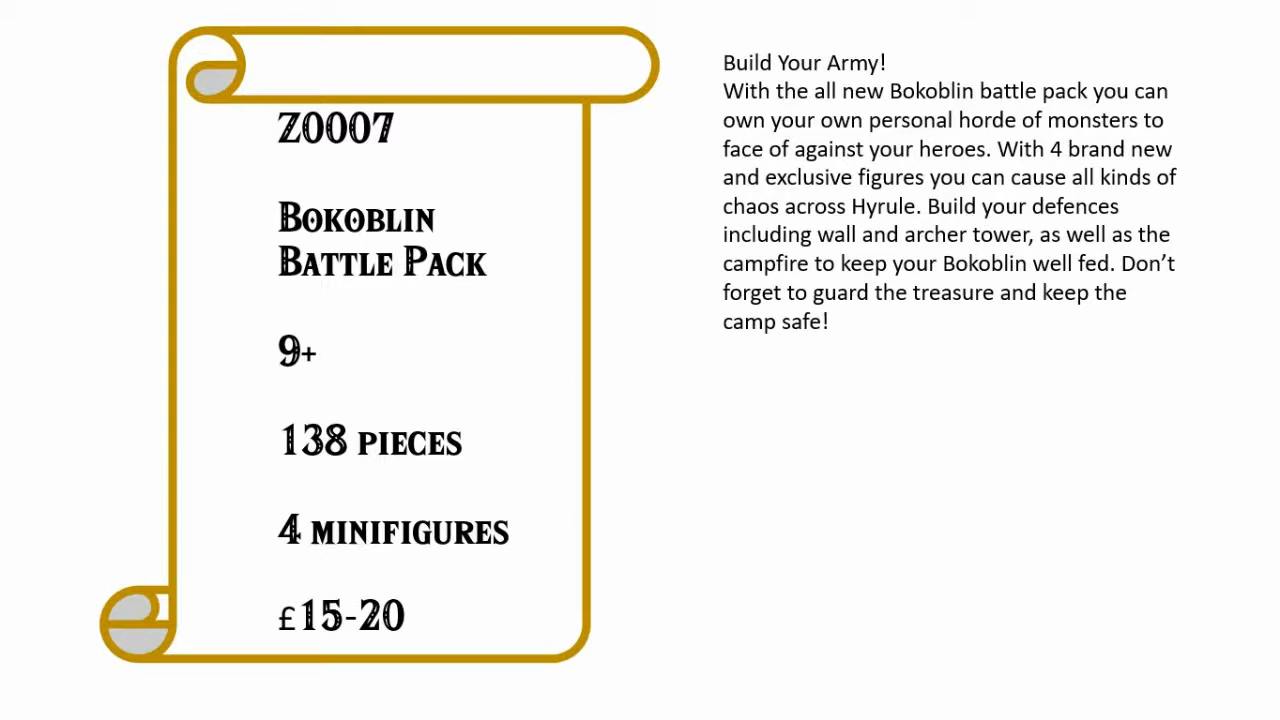 Z0007
Bokoblin
Battle Pack
9+
138 pieces
4 minifigures
£15-20
Build Your Army!
With the all new Bokoblin battle pack you can
own your own personal horde of monsters to
face of against your heroes. With 4 brand new
and exclusive figures you can cause all kinds of
chaos across Hyrule. Build your defences
including wall and archer tower, as well as the
campfire to keep your Bokoblin well fed. Don’t
forget to guard the treasure and keep the
camp safe!